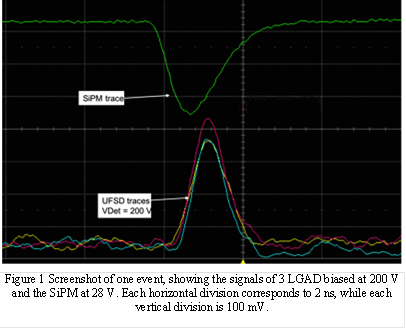 SiPM trace
UFSD traces
VDet = 200 V
Figure 1 Screenshot of one event, showing the signals of 3 LGAD biased at 200 V
and the SiPM at 28 V. Each horizontal division corresponds to 2 ns, while each
vertical division is 100 mV.